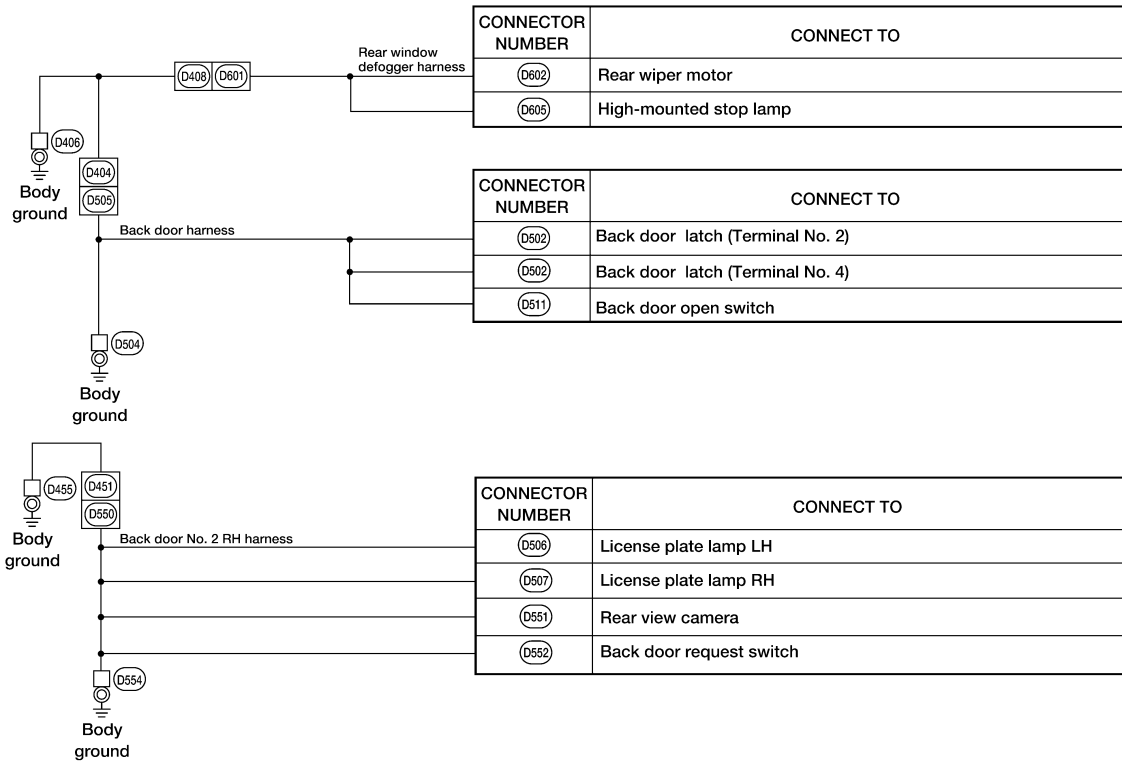 CONNECTOR NUMBER
CONNECT TO
Rear window
defogger harness
D408
D601
D602
Rear wiper motor
D605
High-mounted stop lamp
D406
Body
ground
D404
D505
CONNECTOR
NUMBER
CONNECT TO
Back door harness
D502
Back door latch (Terminal No. 2)
D502
Back door latch (Terminal No. 4)
D511
Back door open switch
D504
Body
ground
D455
D451
D550
Body
ground
CONNECTOR
NUMBER
CONNECT TO
Back door No. 2 RH harness
D506
License plate lamp LH
D507
License plate lamp RH
D551
Rear view camera
D552
Back door request switch
D554
Body
ground